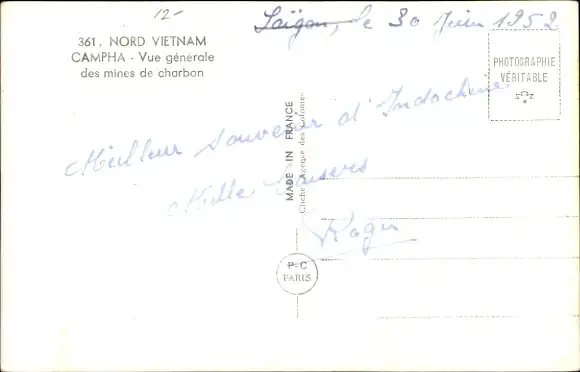 12-
Saïgon, le 30 Juin 1952
361, NORD VIETNAM
CAMPHA - Vue générale
des mines de charbon
PHOTOGRAPHIE
VÉRITABLE
Meilleur souvenir d'Indochine
Mille baisers
Roger
MADE IN FRANCE
Cliché Agence des Colonies
P-C
PARIS